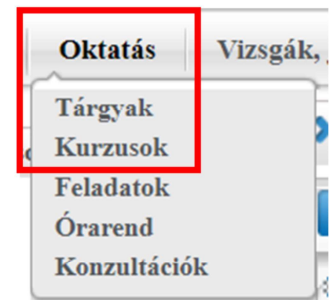 Oktatás Vizsgák,
Tárgyak
Kurzusok
Feladatok
Órarend
Konzultációk